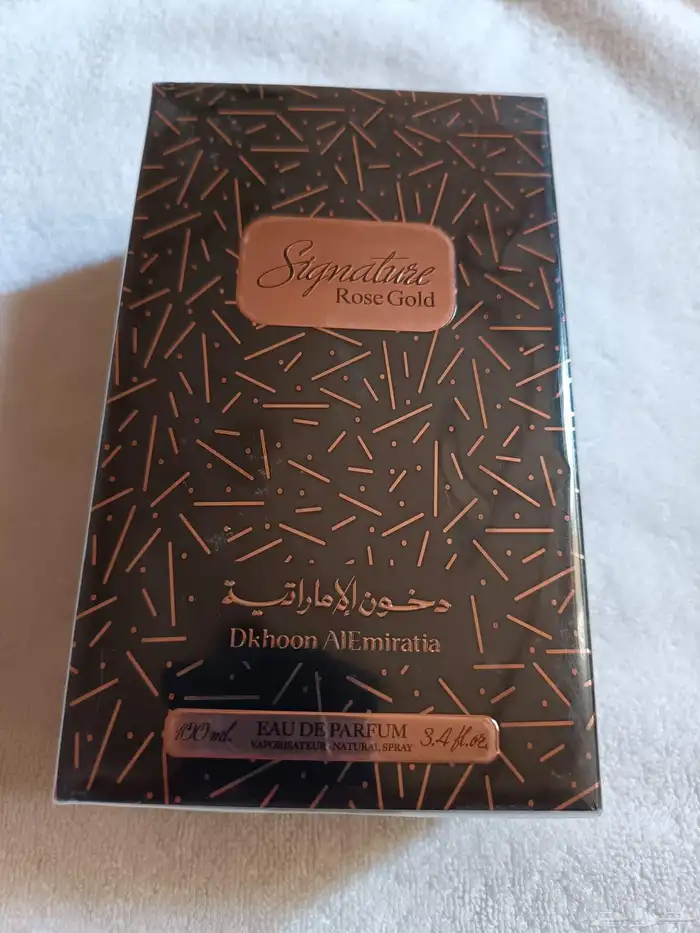 Signature
Rose Gold
دخون الإماراتية
Dkhoon AlEmiratia
100 ml. EAU DE PARFUM 3.4 fl.oz.
VAPORISATEUR-NATURAL SPRAY